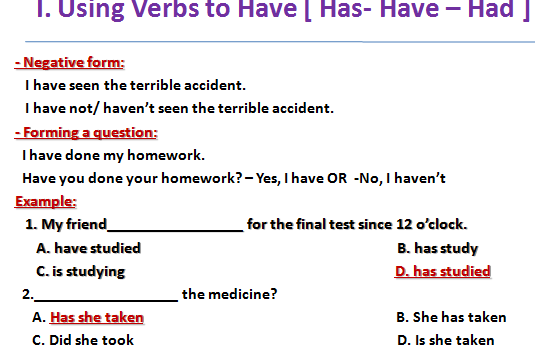 I. Using Verbs to Have [ Has- Have – Had ]
- Negative form:
I have seen the terrible accident.
I have not/ haven't seen the terrible accident.
- Forming a question:
I have done my homework.
Have you done your homework? – Yes, I have OR -No, I haven't
Example:
1. My friend__________________ for the final test since 12 o'clock.
A. have studied B. has study
C. is studying D. has studied
2.___________________ the medicine?
A. Has she taken B. She has taken
C. Did she took D. Is she taken